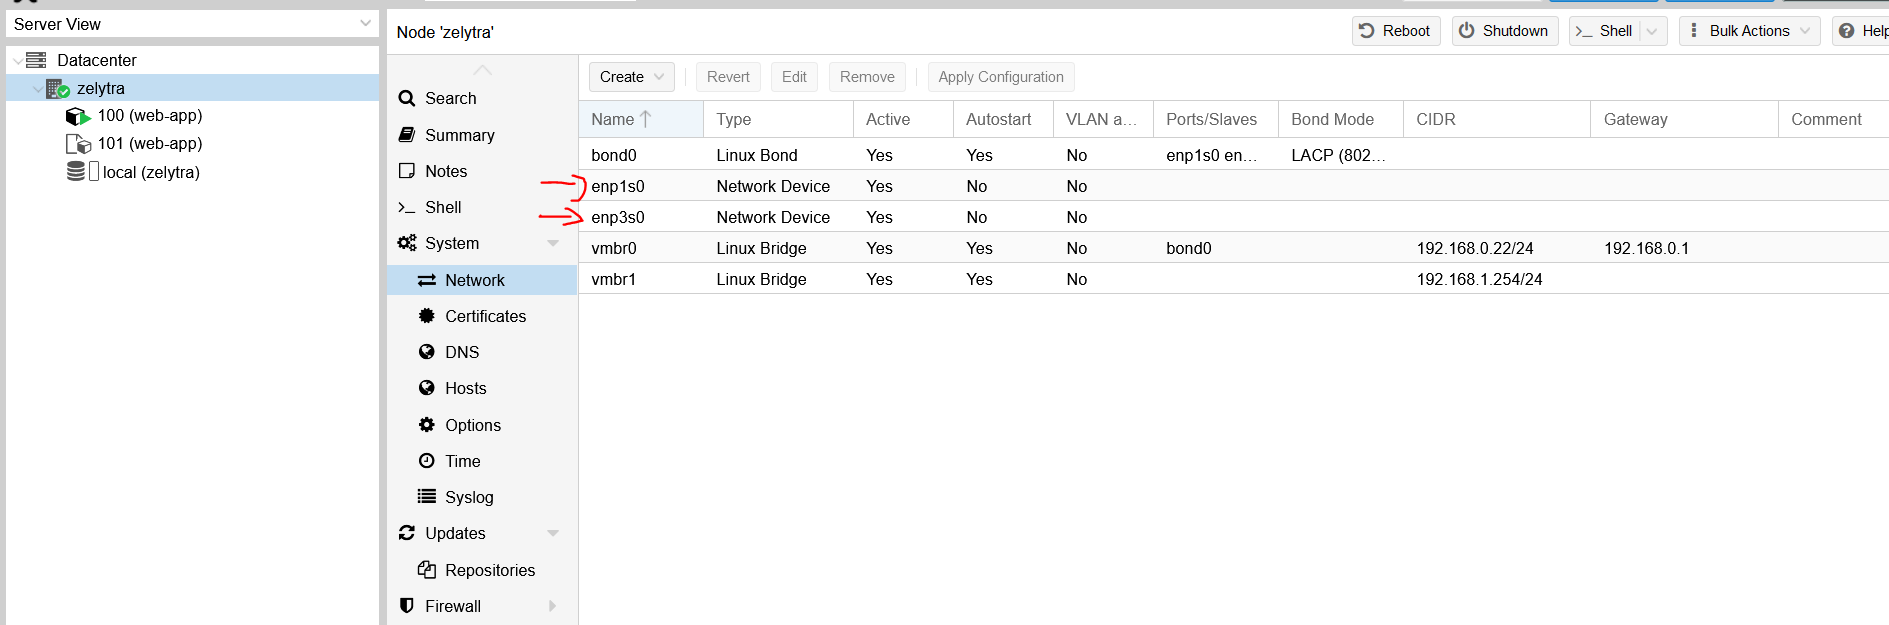 Server View
Datacenter
zelytra
100 (web-app)
101 (web-app)
local (zelytra)
Node 'zelytra'
Reboot
Shutdown
Shell
Bulk Actions
Help
Search
Summary
Notes
Shell
System
Network
Certificates
DNS
Hosts
Options
Time
Syslog
Updates
Repositories
Firewall
Create Revert Edit Remove Apply Configuration
Name Type Active Autostart VLAN a... Ports/Slaves Bond Mode CIDR Gateway Comment
bond0 Linux Bond Yes Yes No enp1s0 en... LACP (802...
enp1s0 Network Device Yes No No
enp3s0 Network Device Yes No No
vmbr0 Linux Bridge Yes Yes No bond0 192.168.0.22/24 192.168.0.1
vmbr1 Linux Bridge Yes Yes No 192.168.1.254/24